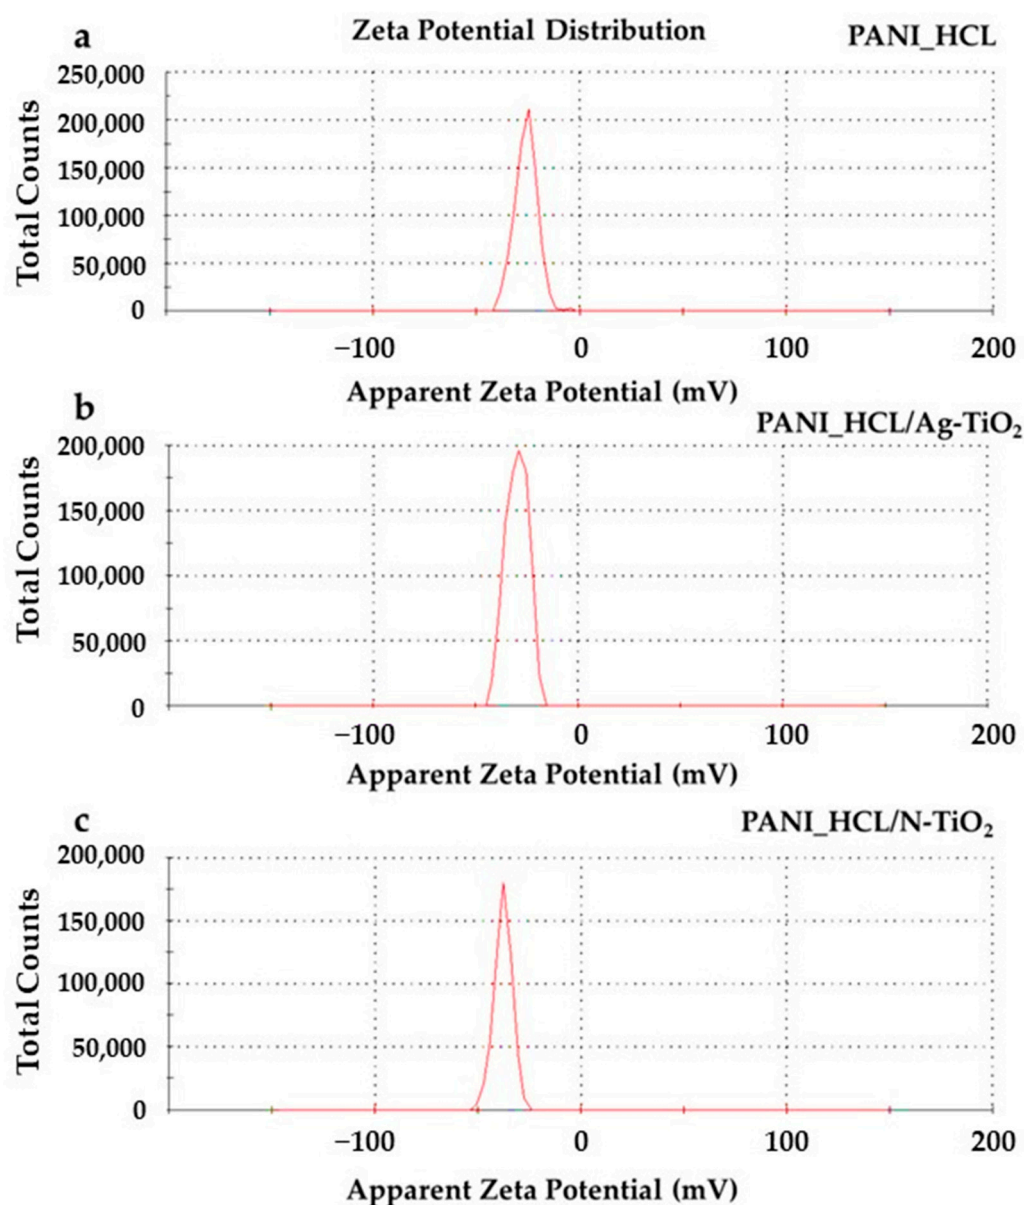 a Zeta Potential Distribution PANI_HCL
250,000
200,000
150,000
100,000
50,000
0
Total Counts
−100 0 100 200
Apparent Zeta Potential (mV)
b
PANI_HCL/Ag-TiO₂
200,000
150,000
100,000
50,000
0
Total Counts
−100 0 100 200
Apparent Zeta Potential (mV)
c PANI_HCL/N-TiO₂
200,000
150,000
100,000
50,000
0
Total Counts
−100 0 100 200
Apparent Zeta Potential (mV)